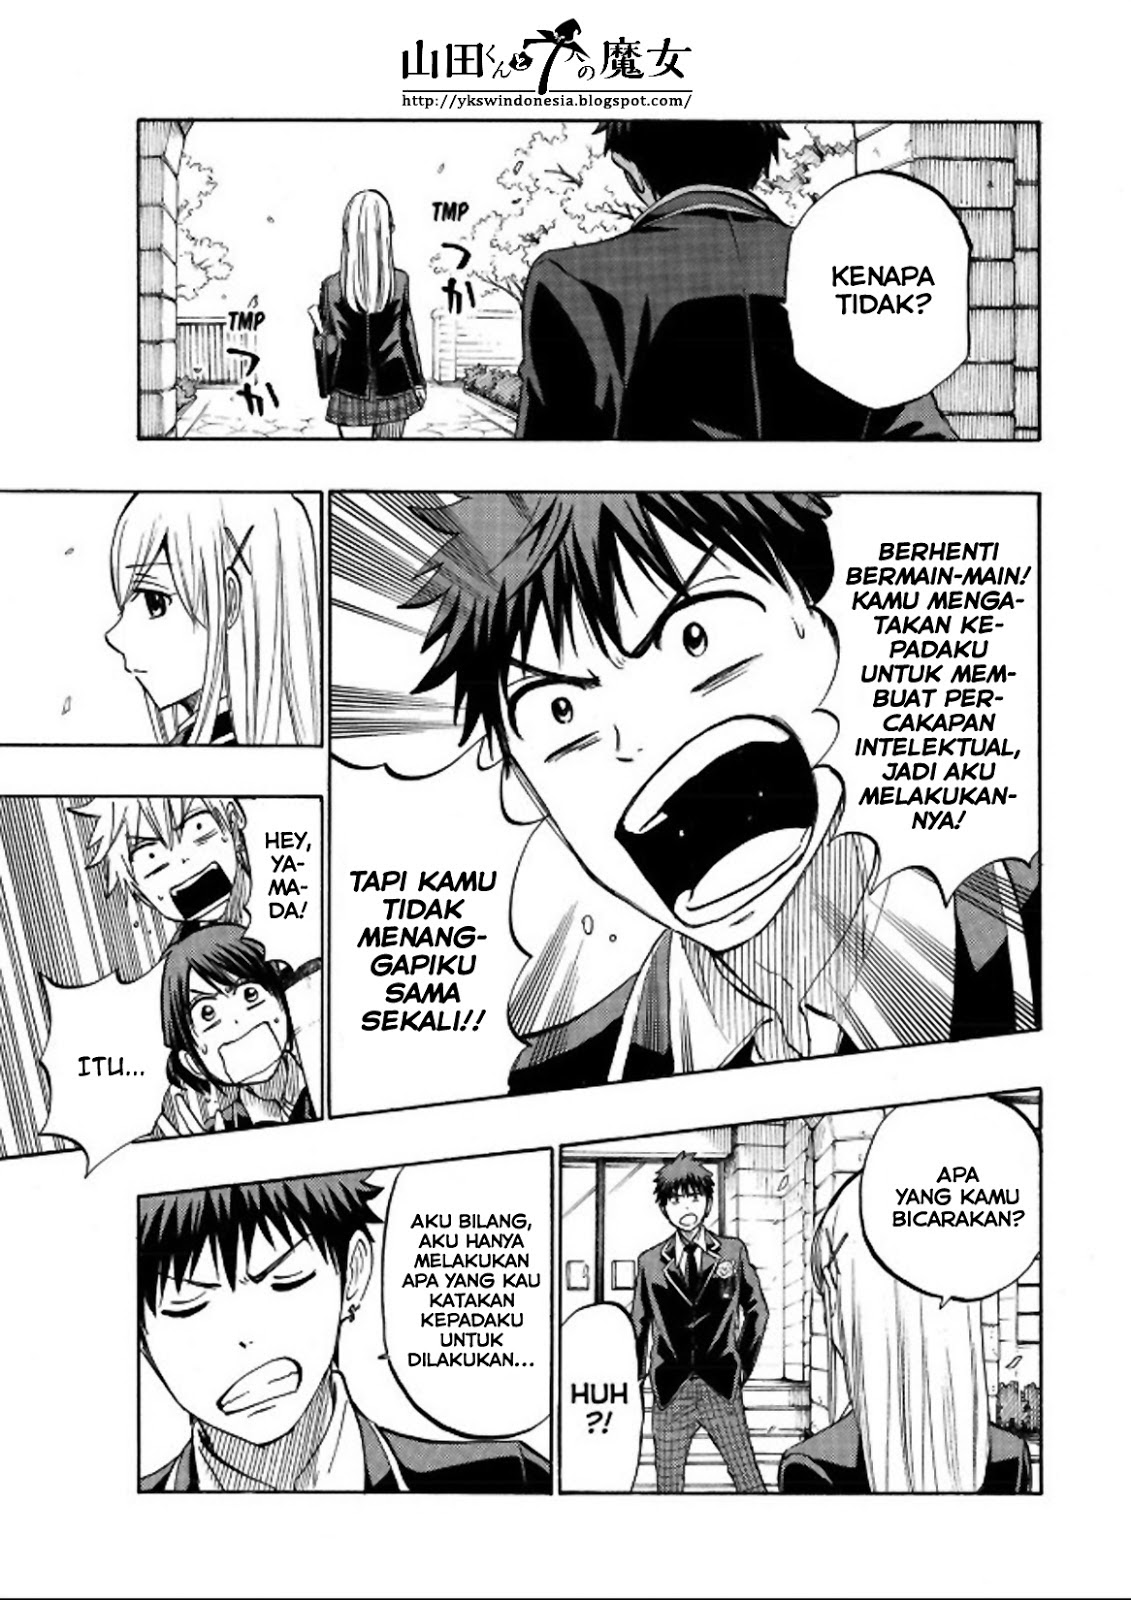 山田くんと7人の魔女
http://ykswindonesia.blogspot.com/
KENAPA
TIDAK?
TMP
つか
TMP
つか
BERHENTI
BERMAIN-MAIN!
KAMU MENGA-
TAKAN KE-
PADAKU
UNTUK MEM-
BUAT PER-
CAKAPAN
INTELEKTUAL,
JADI AKU
MELAKUKAN-
NYA!
TAPI KAMU
TIDAK
MENANG-
GAPIKU
SAMA
SEKALI!!
HEY,
YA-
MA-
DA!
ITU...
APA
YANG KAMU
BICARAKAN?
HUH
?!
AKU BILANG,
AKU HANYA
MELAKUKAN
APA YANG KAU
KATAKAN
KEPADAKU
UNTUK
DILAKUKAN...